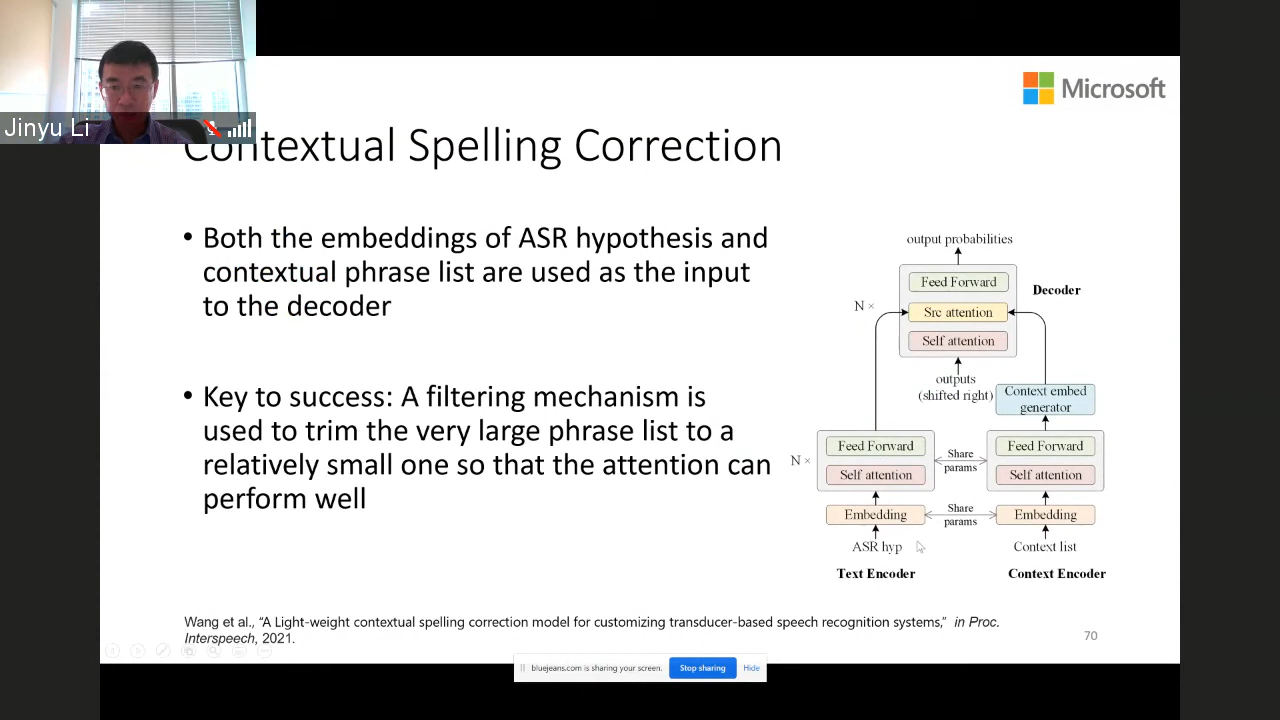 Jinyu Li
Microsoft
Contextual Spelling Correction
• Both the embeddings of ASR hypothesis and
contextual phrase list are used as the input
to the decoder
• Key to success: A filtering mechanism is
used to trim the very large phrase list to a
relatively small one so that the attention can
perform well
output probabilities
Feed Forward
Decoder
N ×
Src attention
Self attention
outputs
(shifted right)
Context embed
generator
Feed Forward
Feed Forward
N ×
Share
params
Self attention
Self attention
Embedding
Share
params
Embedding
ASR hyp
Context list
Text Encoder
Context Encoder
Wang et al., “A Light-weight contextual spelling correction model for customizing transducer-based speech recognition systems,” in Proc.
Interspeech, 2021.
70
bluejeans.com is sharing your screen.
Stop sharing
Hide